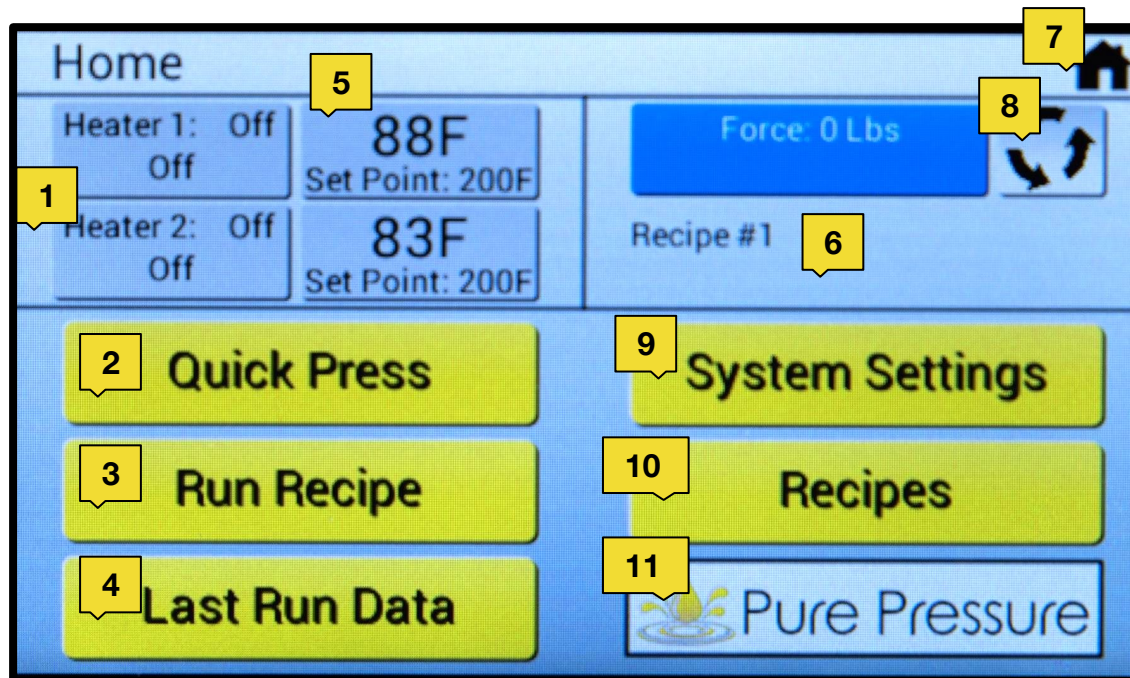 7
Home
5
8
Heater 1: Off
Off
88F
Set Point: 200F
Force: 0 Lbs
1
Heater 2: Off
Off
83F
Set Point: 200F
Recipe #1
6
2
Quick Press
9
System Settings
3
Run Recipe
10
Recipes
4
Last Run Data
11
Pure Pressure